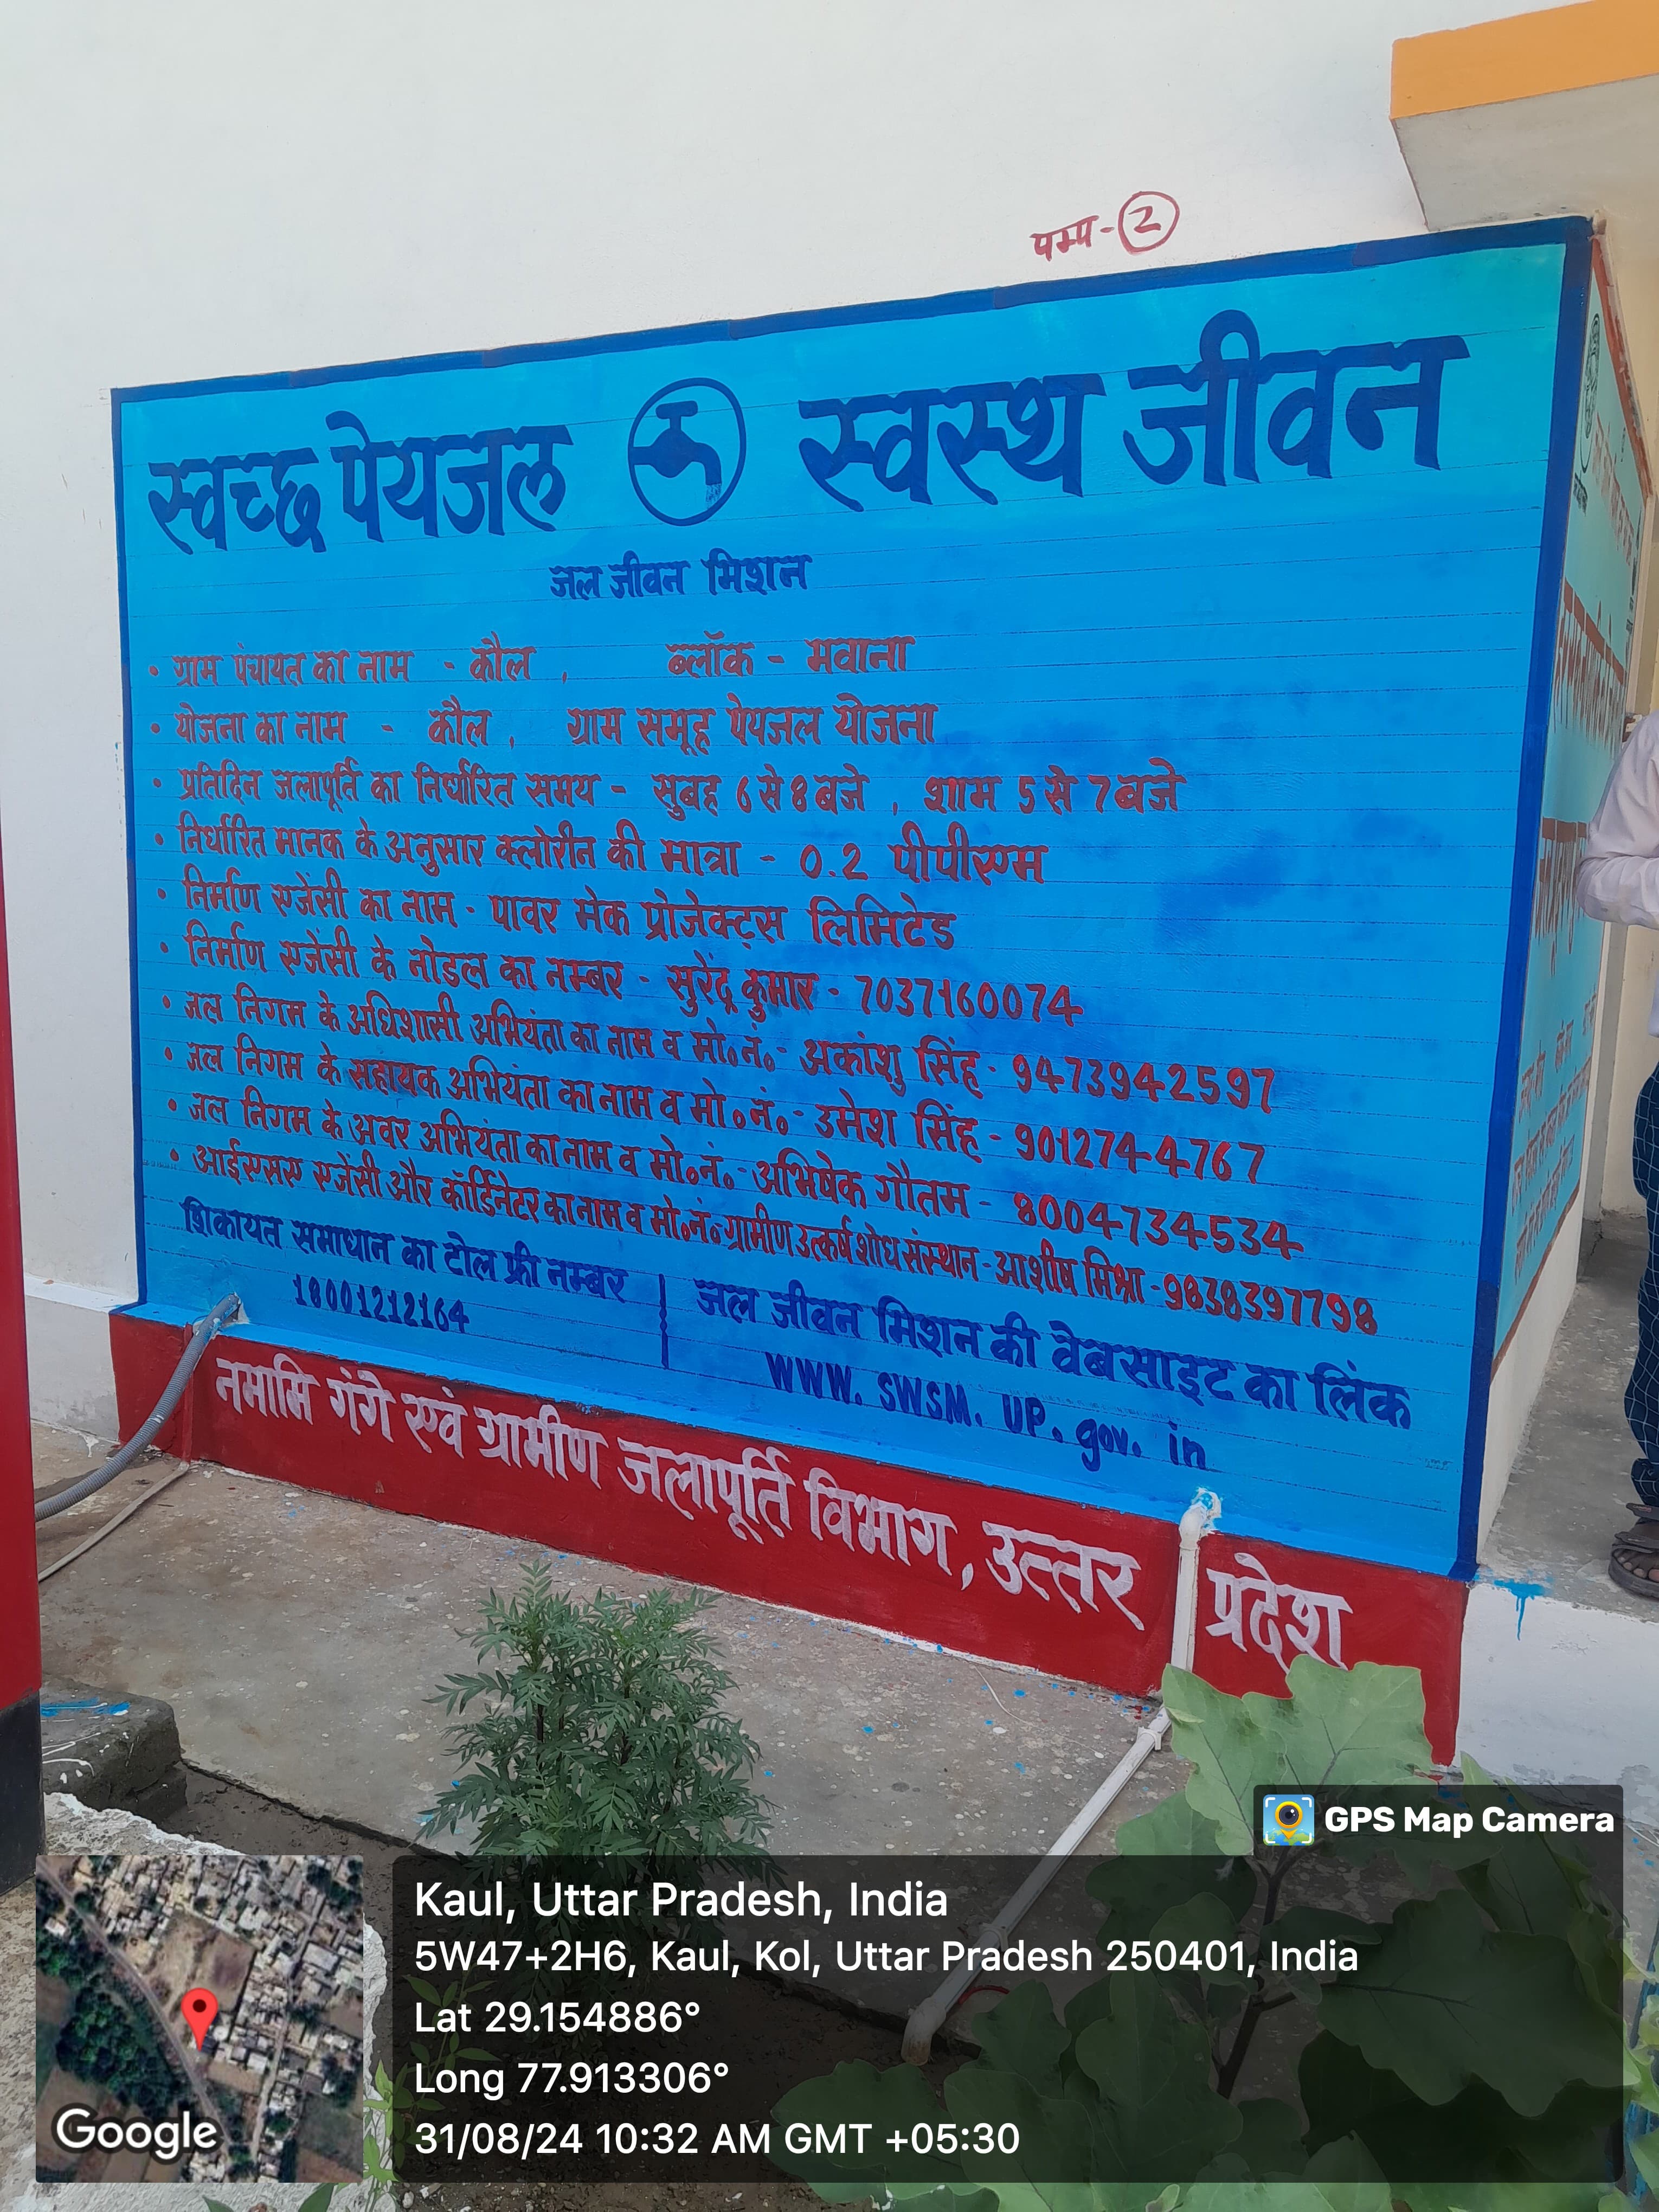 पम्प-2
स्वच्छ पेयजल स्वस्थ जीवन
जल जीवन मिशन
• ग्राम पंचायत का नाम - कौल , ब्लॉक - मवाना
• योजना का नाम - कौल , ग्राम समूह पेयजल योजना
• प्रतिदिन जलापूर्ति का निर्धारित समय - सुबह 6 से 8 बजे , शाम 5 से 7 बजे
• निर्धारित मानक के अनुसार क्लोरीन की मात्रा - 0.2 पीपीएम
• निर्माण एजेंसी का नाम - पावर मेक प्रोजेक्ट्स लिमिटेड
• निर्माण एजेंसी के नोडल का नम्बर - सुरेंद्र कुमार - 7037160074
• जल निगम के अधिशासी अभियंता का नाम व मो०नं०- अकांशु सिंह - 9473942597
• जल निगम के सहायक अभियंता का नाम व मो०नं०- उमेश सिंह - 9012744767
• जल निगम के अवर अभियंता का नाम व मो०नं०- अभिषेक गौतम - 8004734534
• आईएसए एजेंसी और कॉर्डिनेटर का नाम व मो०नं० ग्रामीण उत्कर्ष शोध संस्थान - आशीष मिश्रा - 9838397798
शिकायत समाधान का टोल फ्री नम्बर
18001212164
जल जीवन मिशन की वेबसाइट का लिंक
WWW. SWSM. UP. gov. in
नमामि गंगे एवं ग्रामीण जलापूर्ति विभाग, उत्तर प्रदेश
GPS Map Camera
Kaul, Uttar Pradesh, India
5W47+2H6, Kaul, Kol, Uttar Pradesh 250401, India
Lat 29.154886°
Long 77.913306°
31/08/24 10:32 AM GMT +05:30
Google